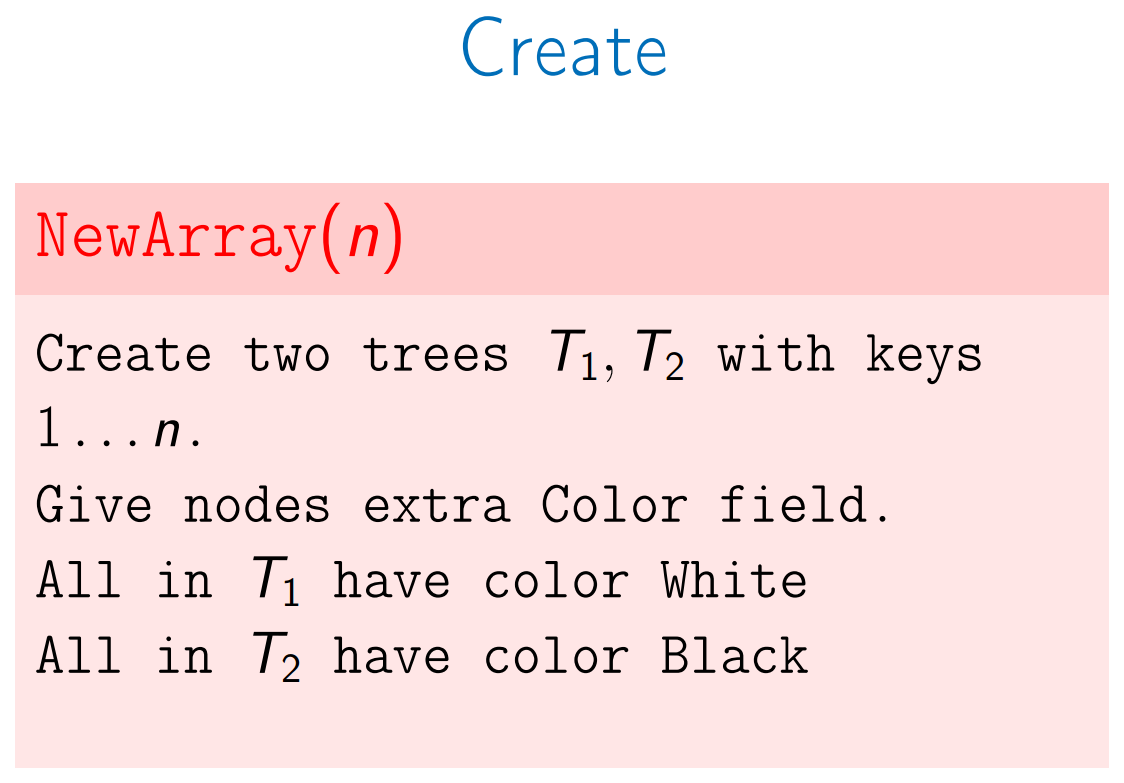 Create
NewArray(n)
Create two trees T₁, T₂ with keys
1...n.
Give nodes extra Color field.
All in T₁ have color White
All in T₂ have color Black